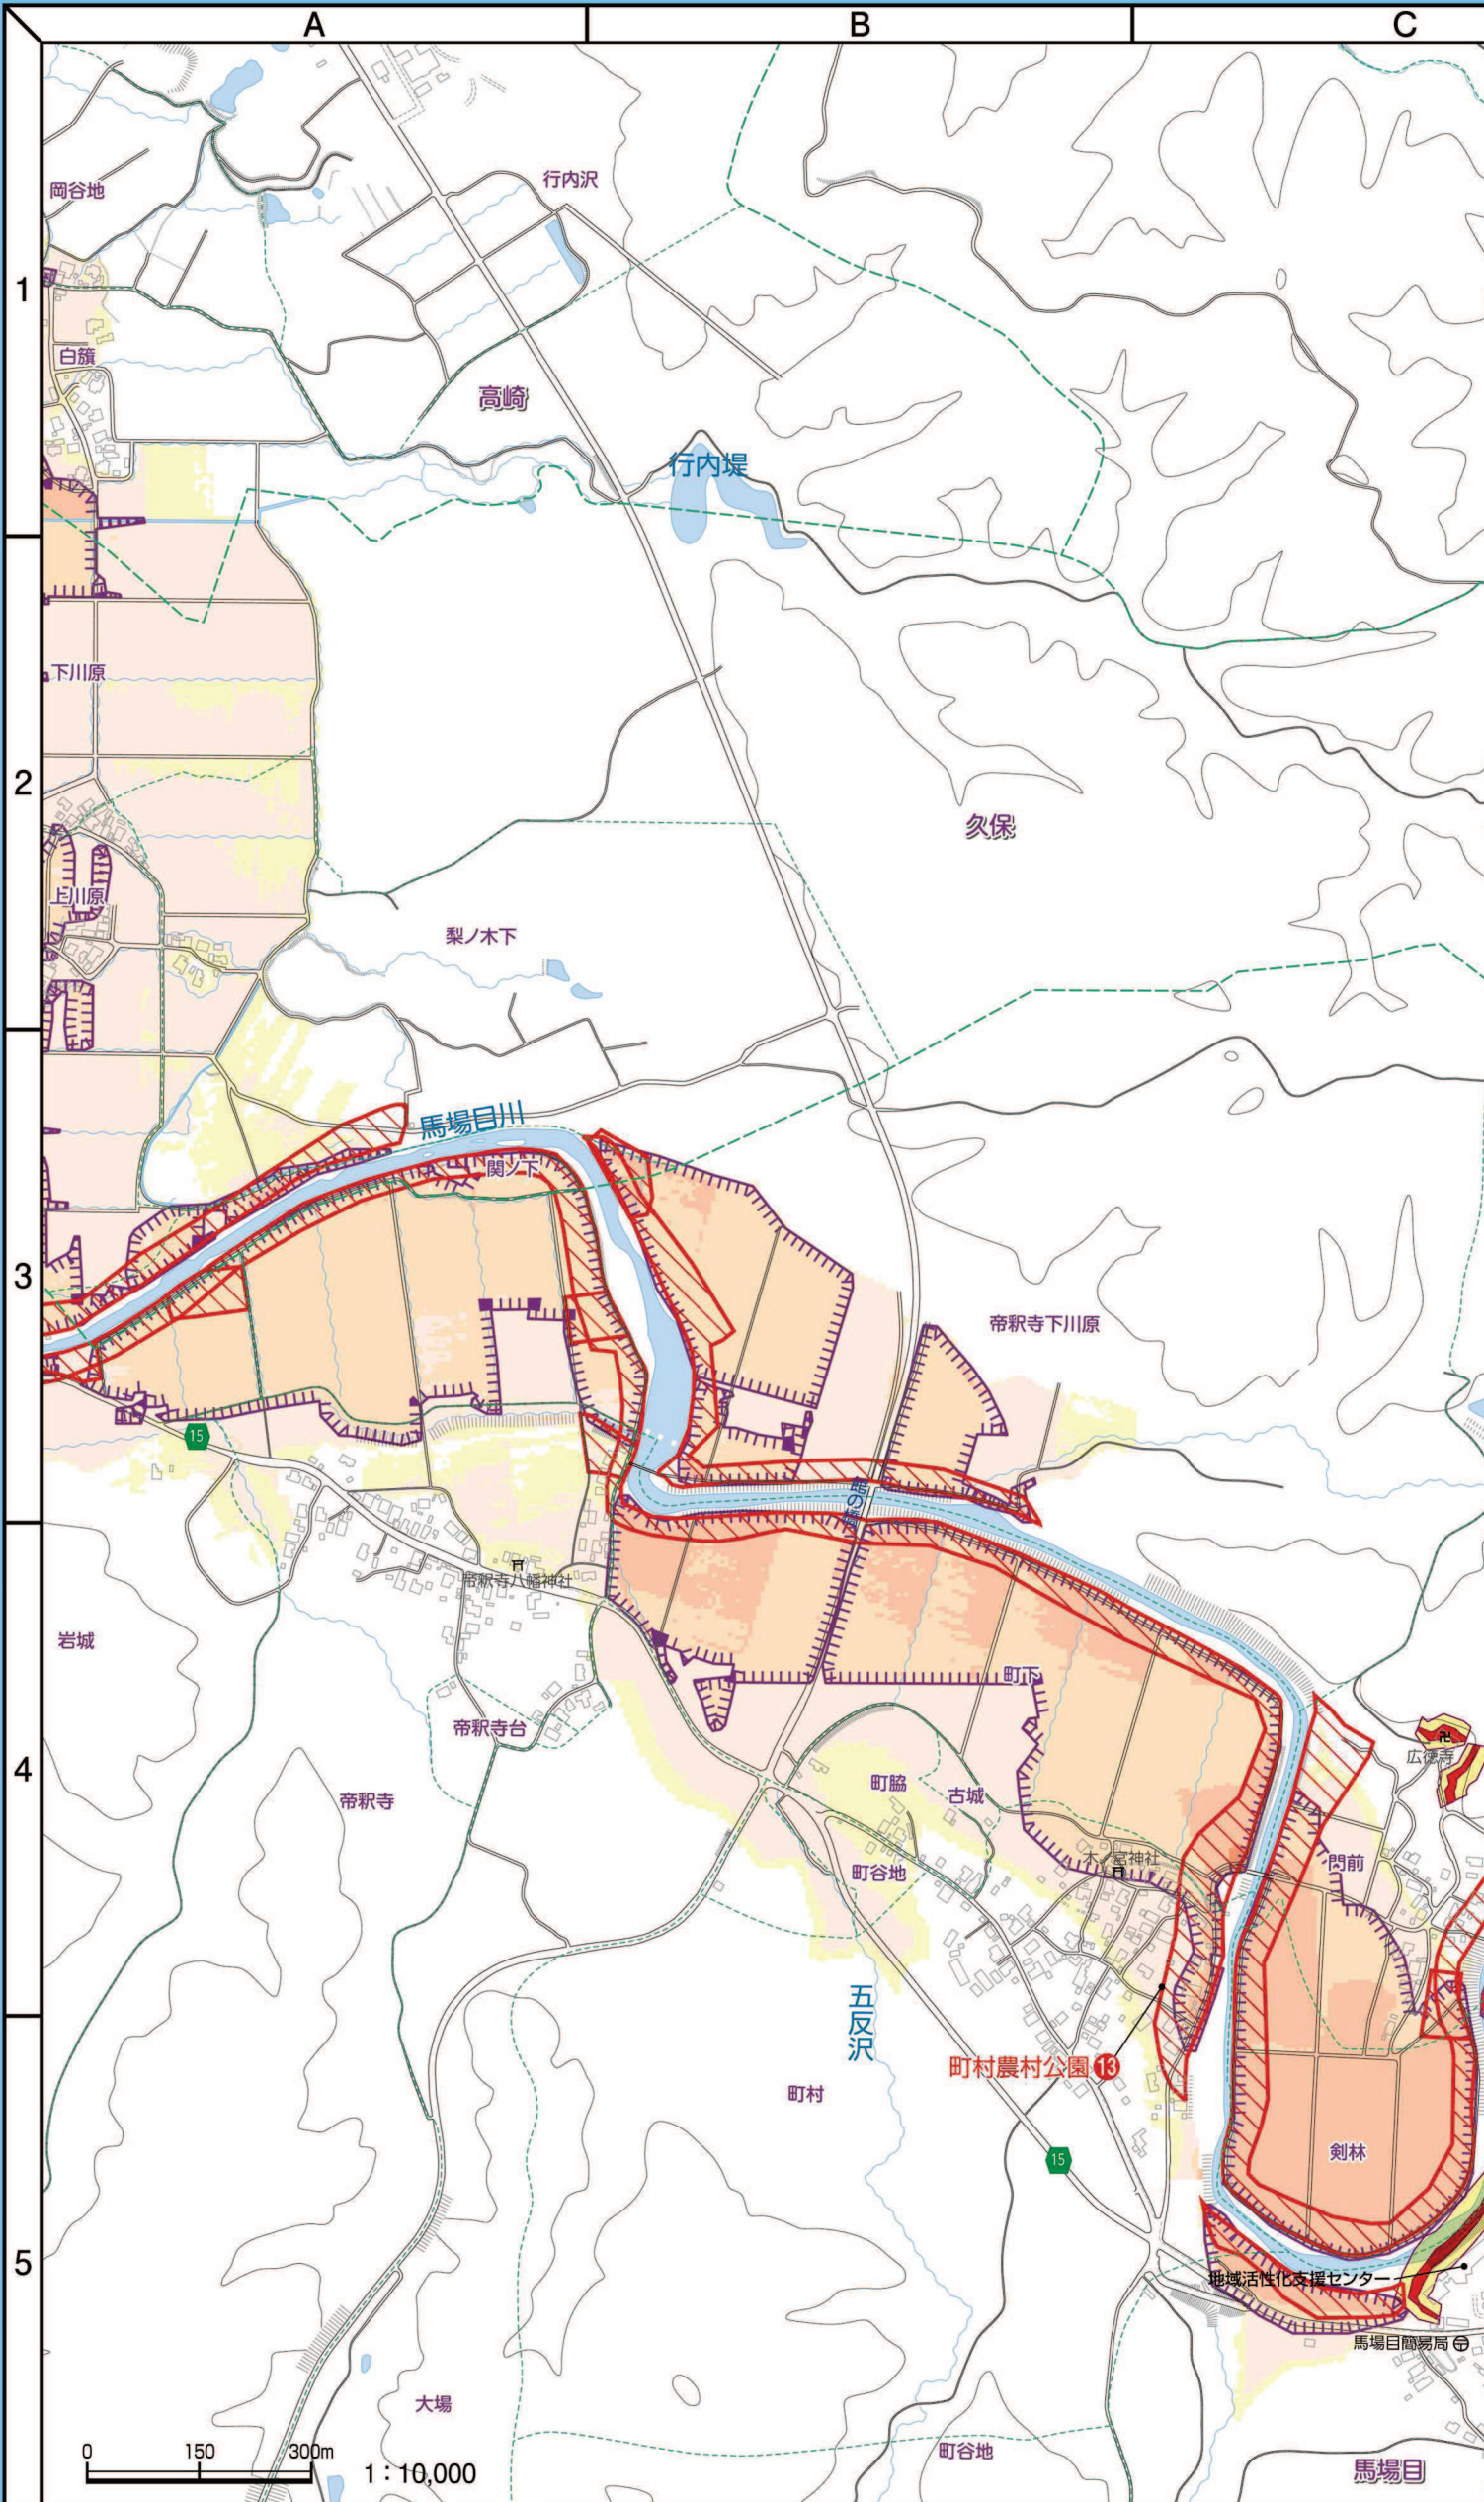 A
B
C
1
2
3
4
5
岡谷地
行内沢
白籏
高崎
行内堤
下川原
久保
上川原
梨ノ木下
馬場目川
関ノ下
帝釈寺下川原
15
帝釈寺八幡神社
岩城
町下
帝釈寺台
広徳寺
町脇
古城
帝釈寺
木ノ宮神社
門前
町谷地
五反沢
町村農村公園 13
町村
15
剣林
地域活性化支援センター
馬場目簡易局
大場
町谷地
馬場目
0 150 300m
1:10,000